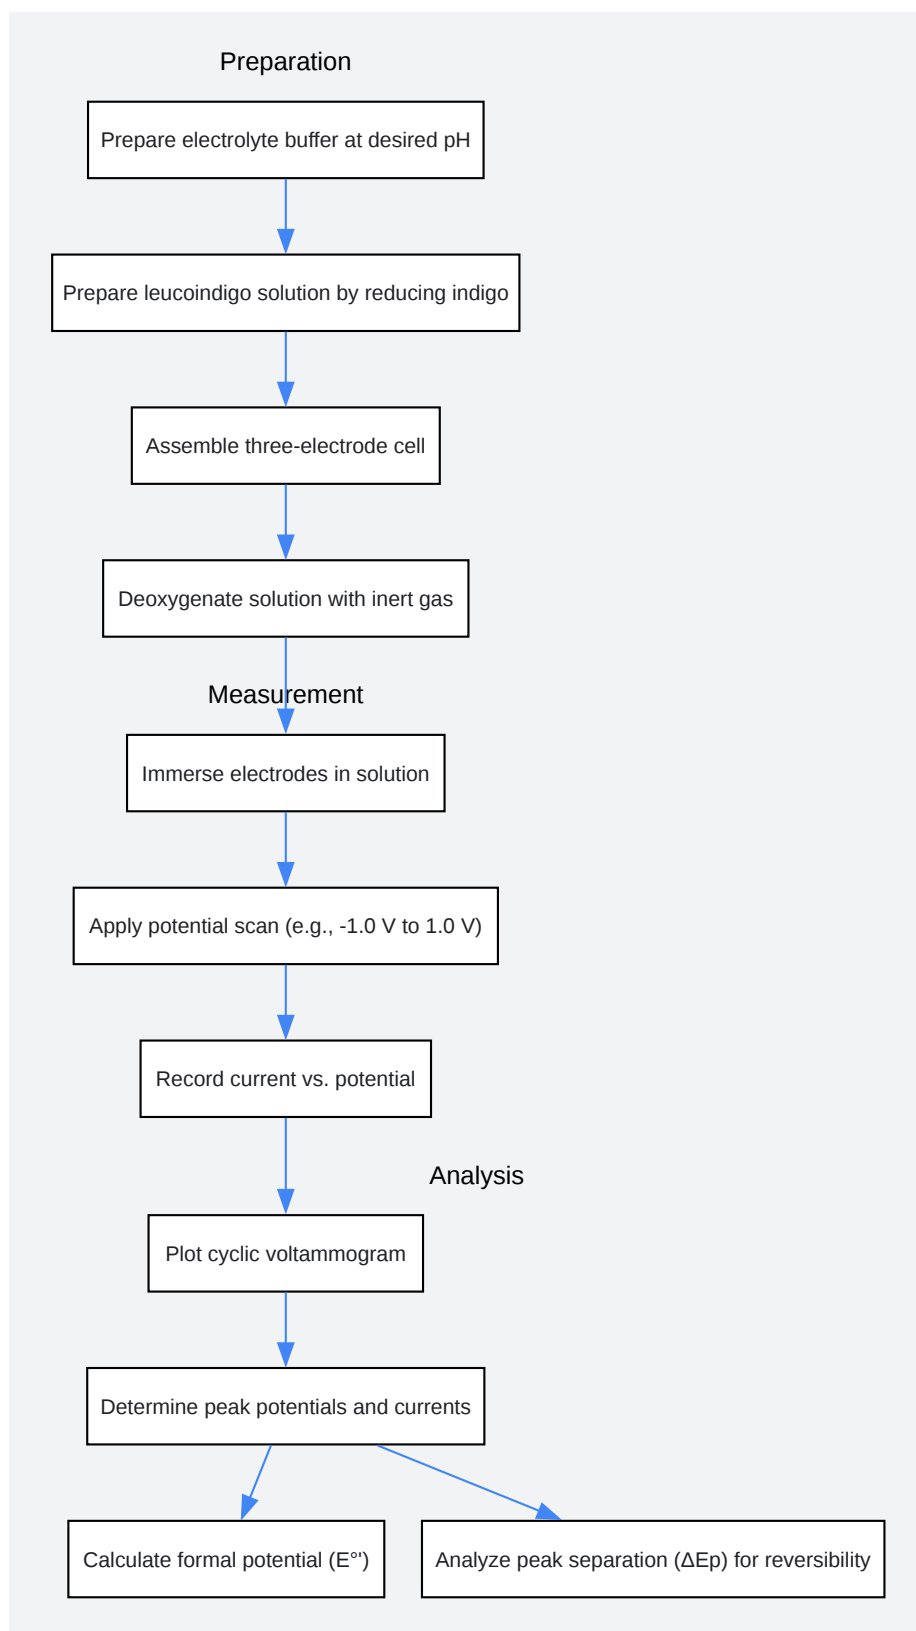 Preparation
Prepare electrolyte buffer at desired pH
Prepare leucoindigo solution by reducing indigo
Assemble three-electrode cell
Deoxygenate solution with inert gas
Measurement
Immerse electrodes in solution
Apply potential scan (e.g., -1.0 V to 1.0 V)
Record current vs. potential
Analysis
Plot cyclic voltammogram
Determine peak potentials and currents
Calculate formal potential (E°')
Analyze peak separation (ΔEp) for reversibility